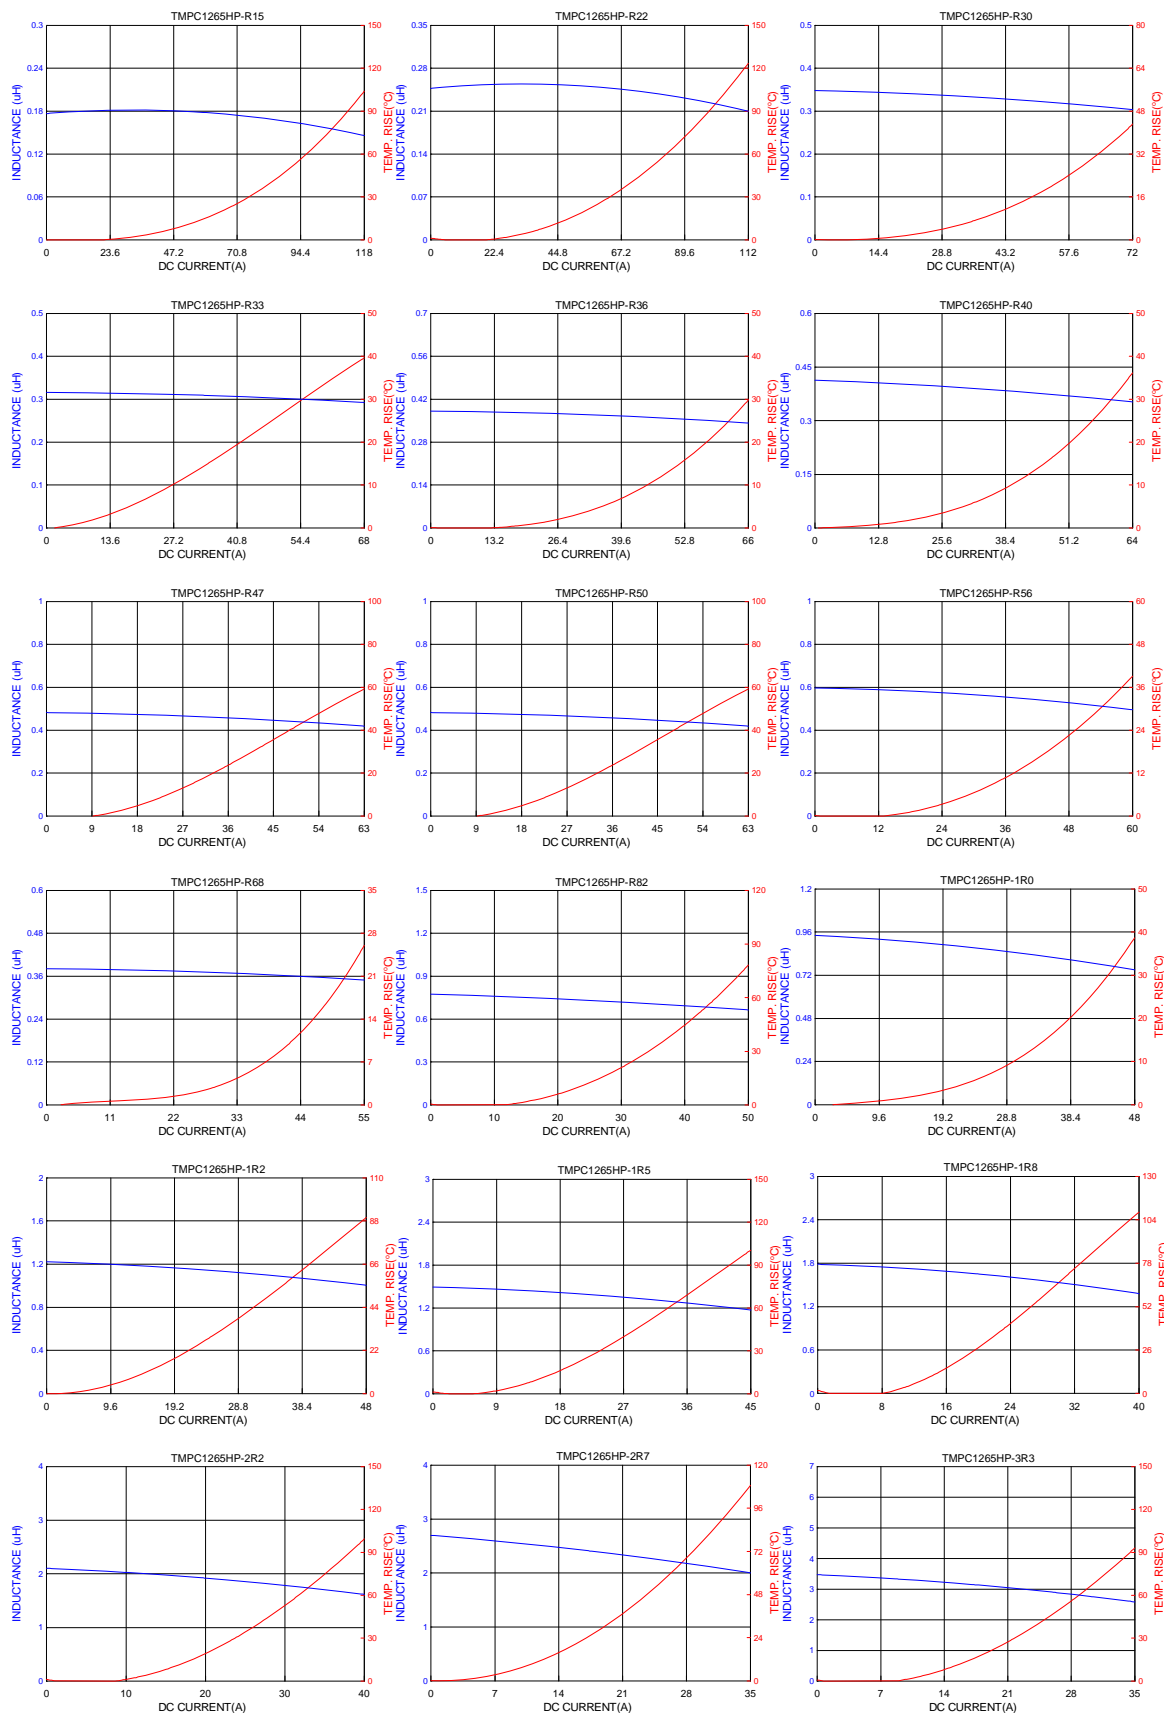 TMPC1265HP-R15
0.3
0.24
0.18
0.12
0.06
0
150
120
90
60
30
0
0 23.6 47.2 70.8 94.4 118
DC CURRENT(A)
INDUCTANCE (uH)
TEMP. RISE(°C)
TMPC1265HP-R22
0.35
0.28
0.21
0.14
0.07
0
150
120
90
60
30
0
0 22.4 44.8 67.2 89.6 112
DC CURRENT(A)
INDUCTANCE (uH)
TEMP. RISE(°C)
TMPC1265HP-R30
0.5
0.4
0.3
0.2
0.1
0
80
64
48
32
16
0
0 14.4 28.8 43.2 57.6 72
DC CURRENT(A)
INDUCTANCE (uH)
TEMP. RISE(°C)
TMPC1265HP-R33
0.5
0.4
0.3
0.2
0.1
0
50
40
30
20
10
0
0 13.6 27.2 40.8 54.4 68
DC CURRENT(A)
INDUCTANCE (uH)
TEMP. RISE(°C)
TMPC1265HP-R36
0.7
0.56
0.42
0.28
0.14
0
50
40
30
20
10
0
0 13.2 26.4 39.6 52.8 66
DC CURRENT(A)
INDUCTANCE (uH)
TEMP. RISE(°C)
TMPC1265HP-R40
0.6
0.45
0.3
0.15
0
50
40
30
20
10
0
0 12.8 25.6 38.4 51.2 64
DC CURRENT(A)
INDUCTANCE (uH)
TEMP. RISE(°C)
TMPC1265HP-R47
1
0.8
0.6
0.4
0.2
0
100
80
60
40
20
0
0 9 18 27 36 45 54 63
DC CURRENT(A)
INDUCTANCE (uH)
TEMP. RISE(°C)
TMPC1265HP-R50
1
0.8
0.6
0.4
0.2
0
100
80
60
40
20
0
0 9 18 27 36 45 54 63
DC CURRENT(A)
INDUCTANCE (uH)
TEMP. RISE(°C)
TMPC1265HP-R56
1
0.8
0.6
0.4
0.2
0
60
48
36
24
12
0
0 12 24 36 48 60
DC CURRENT(A)
INDUCTANCE (uH)
TEMP. RISE(°C)
TMPC1265HP-R68
0.6
0.48
0.36
0.24
0.12
0
35
28
21
14
7
0
0 11 22 33 44 55
DC CURRENT(A)
INDUCTANCE (uH)
TEMP. RISE(°C)
TMPC1265HP-R82
1.5
1.2
0.9
0.6
0.3
0
120
90
60
30
0
0 10 20 30 40 50
DC CURRENT(A)
INDUCTANCE (uH)
TEMP. RISE(°C)
TMPC1265HP-1R0
1.2
0.96
0.72
0.48
0.24
0
50
40
30
20
10
0
0 9.6 19.2 28.8 38.4 48
DC CURRENT(A)
INDUCTANCE (uH)
TEMP. RISE(°C)
TMPC1265HP-1R2
2
1.6
1.2
0.8
0.4
0
110
88
66
44
22
0
0 9.6 19.2 28.8 38.4 48
DC CURRENT(A)
INDUCTANCE (uH)
TEMP. RISE(°C)
TMPC1265HP-1R5
3
2.4
1.8
1.2
0.6
0
150
120
90
60
30
0
0 9 18 27 36 45
DC CURRENT(A)
INDUCTANCE (uH)
TEMP. RISE(°C)
TMPC1265HP-1R8
3
2.4
1.8
1.2
0.6
0
130
104
78
52
26
0
0 8 16 24 32 40
DC CURRENT(A)
INDUCTANCE (uH)
TEMP. RISE(°C)
TMPC1265HP-2R2
4
3
2
1
0
150
120
90
60
30
0
0 10 20 30 40
DC CURRENT(A)
INDUCTANCE (uH)
TEMP. RISE(°C)
TMPC1265HP-2R7
4
3
2
1
0
120
96
72
48
24
0
0 7 14 21 28 35
DC CURRENT(A)
INDUCTANCE (uH)
TEMP. RISE(°C)
TMPC1265HP-3R3
7
6
5
4
3
2
1
0
150
120
90
60
30
0
0 7 14 21 28 35
DC CURRENT(A)
INDUCTANCE (uH)
TEMP. RISE(°C)